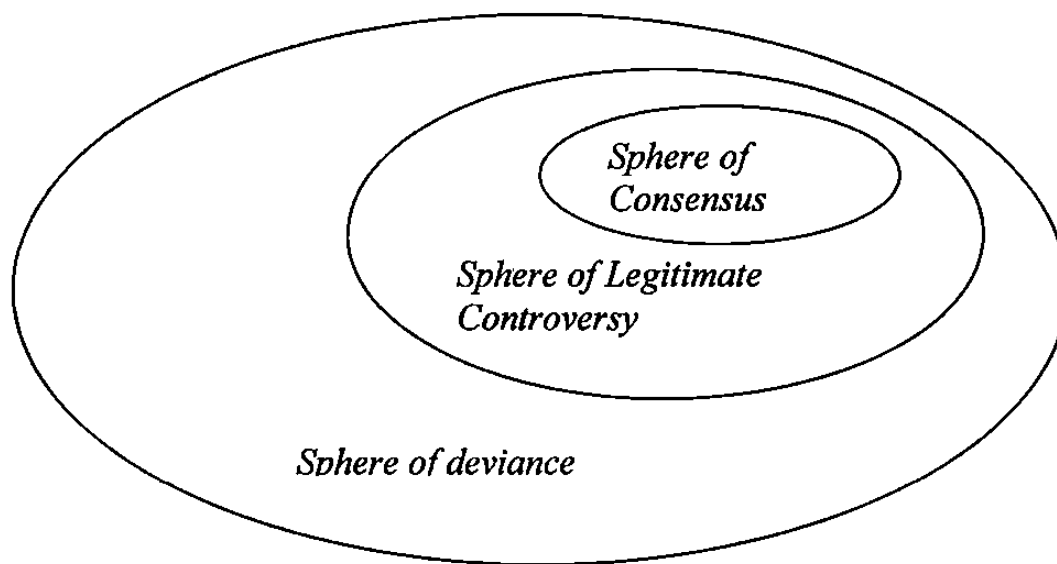 Sphere of
Consensus
Sphere of Legitimate
Controversy
Sphere of deviance